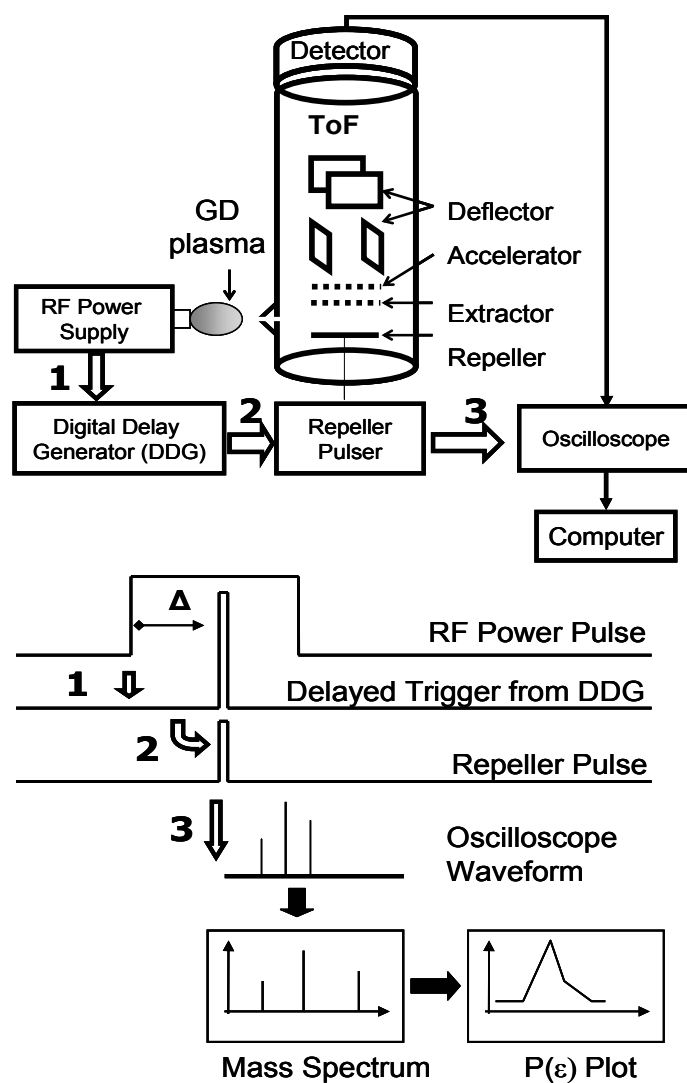 Detector
ToF
GD
plasma
Deflector
Accelerator
Extractor
Repeller
RF Power
Supply
1
2
3
Digital Delay
Generator (DDG)
Repeller
Pulser
Oscilloscope
Computer
Δ
RF Power Pulse
1
Delayed Trigger from DDG
2
Repeller Pulse
3
Oscilloscope
Waveform
Mass Spectrum
P(ε) Plot